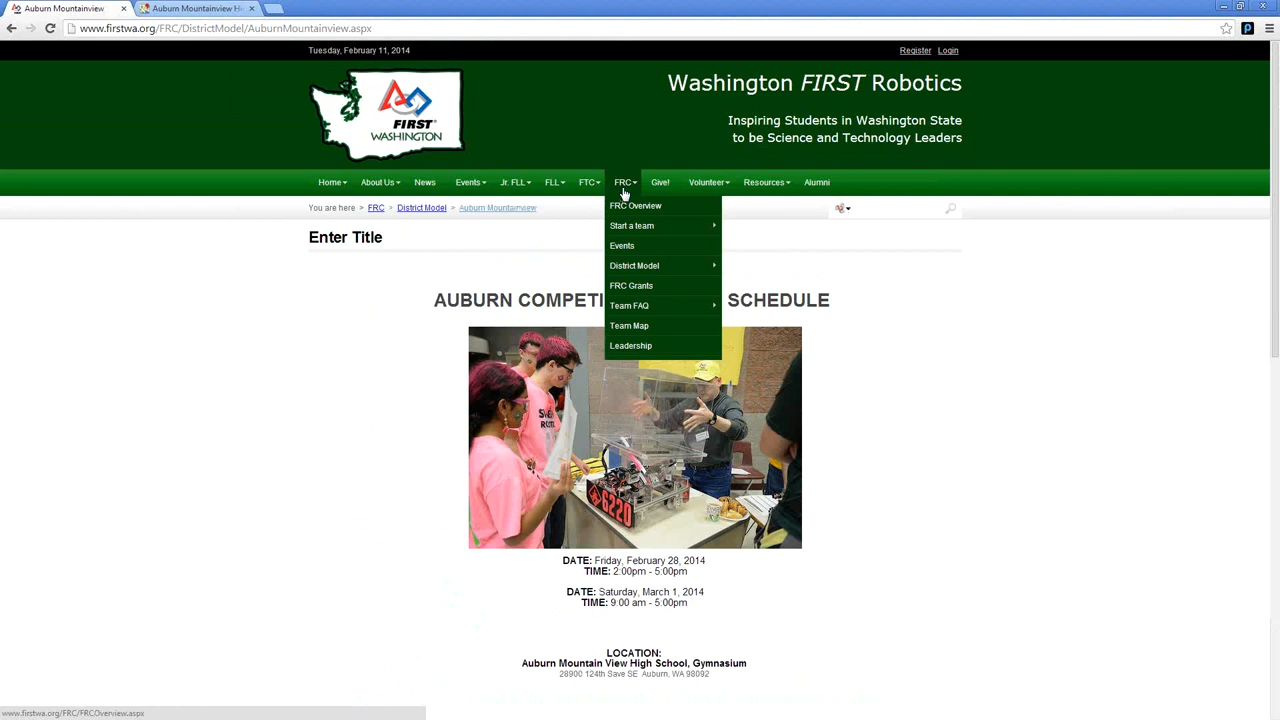 Auburn Mountainview
Auburn Mountainview Hi
www.firstwa.org/FRC/DistrictModel/AuburnMountainview.aspx
Tuesday, February 11, 2014
Register Login
FIRST
WASHINGTON
Washington FIRST Robotics
Inspiring Students in Washington State
to be Science and Technology Leaders
Home About Us News Events Jr. FLL FLL FTC FRC Give! Volunteer Resources Alumni
You are here > FRC > District Model > Auburn Mountainview
FRC Overview
Start a team
Events
District Model
FRC Grants
Team FAQ
Team Map
Leadership
Enter Title
AUBURN COMPETI SCHEDULE
6220
DATE: Friday, February 28, 2014
TIME: 2:00pm - 5:00pm
DATE: Saturday, March 1, 2014
TIME: 9:00 am - 5:00pm
LOCATION:
Auburn Mountain View High School, Gymnasium
28900 124th Save SE Auburn, WA 98092
www.firstwa.org/FRC/FRCOverview.aspx